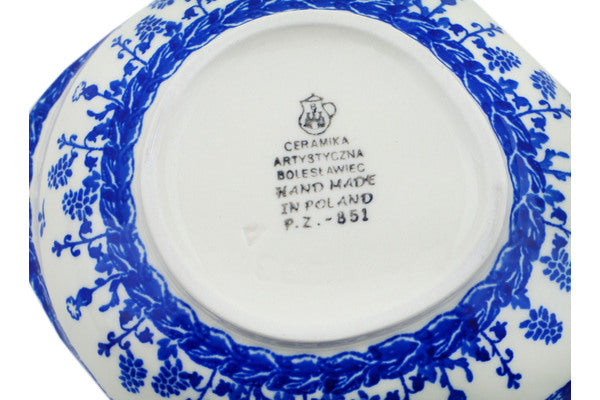 CERAMIKA
ARTYSTYCZNA
BOLESŁAWIEC
HAND MADE
IN POLAND
P.Z.-851